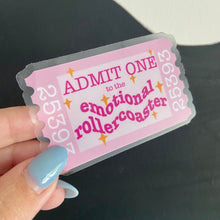 ADMIT ONE
to the
emotional
rollercoaster
25393
25393